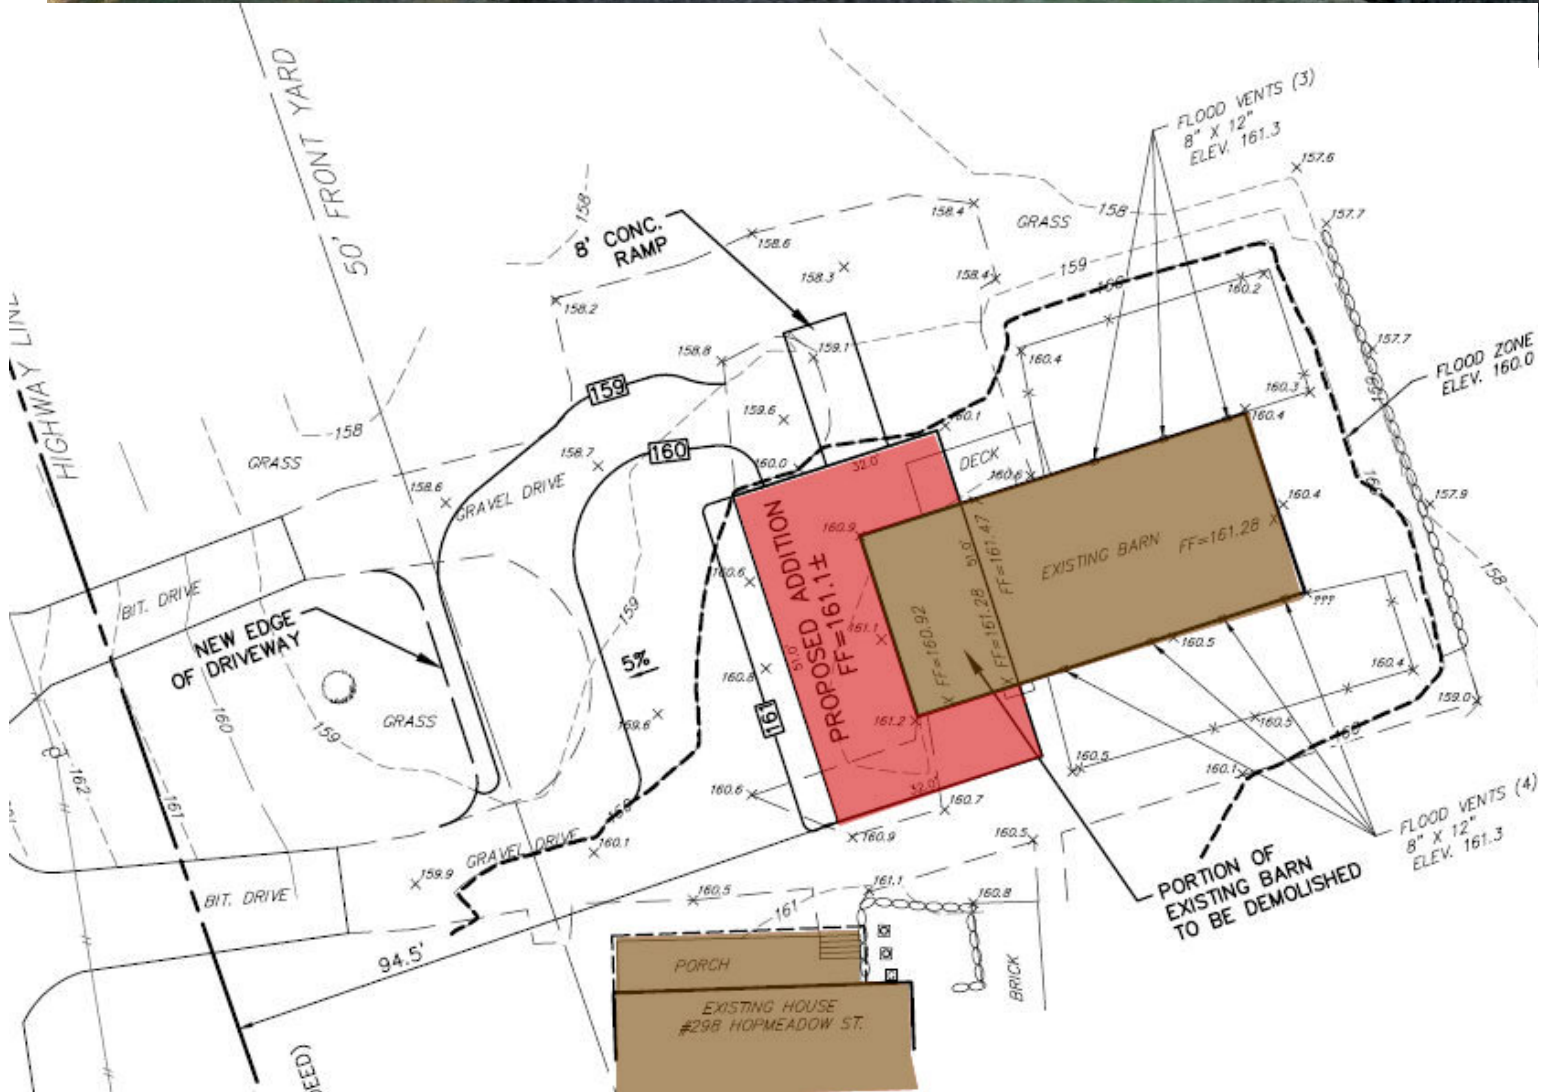 FLOOD VENTS (3)
8" X 12"
ELEV. 161.3
50' FRONT YARD
HIGHWAY LINE
8' CONC.
RAMP
158
158.6
158.3
158.4
GRASS
158
157.6
157.7
158.4
159
160.2
158.2
158.8
159.1
160.4
157.7
FLOOD ZONE
ELEV. 160.0
159
160.3
160.4
158
GRASS
159.6
160.1
160
158.7
160.0
32.0'
DECK
160.6
158.6
GRAVEL DRIVE
160.9
160.4
157.9
EXISTING BARN
FF=161.28
51.0'
FF=161.47
BIT. DRIVE
160.6
158
159
NEW EDGE
OF DRIVEWAY
PROPOSED ADDITION
FF=161.1±
51.0'
161.1
FF=160.92
FF=161.28
???
160.5
5%
160.8
160.4
GRASS
159
160
161
161.2
159.6
159.0
160.5
160
162
161
160.5
160.1
160.6
32.0'
160.7
160
GRAVEL DRIVE
160.1
160.9
160.5
FLOOD VENTS (4)
8" X 12"
ELEV. 161.3
159.9
BIT. DRIVE
160.5
161.1
160.8
161
PORTION OF
EXISTING BARN
TO BE DEMOLISHED
94.5'
PORCH
BRICK
EXISTING HOUSE
#298 HOPMEADOW ST.
EED)